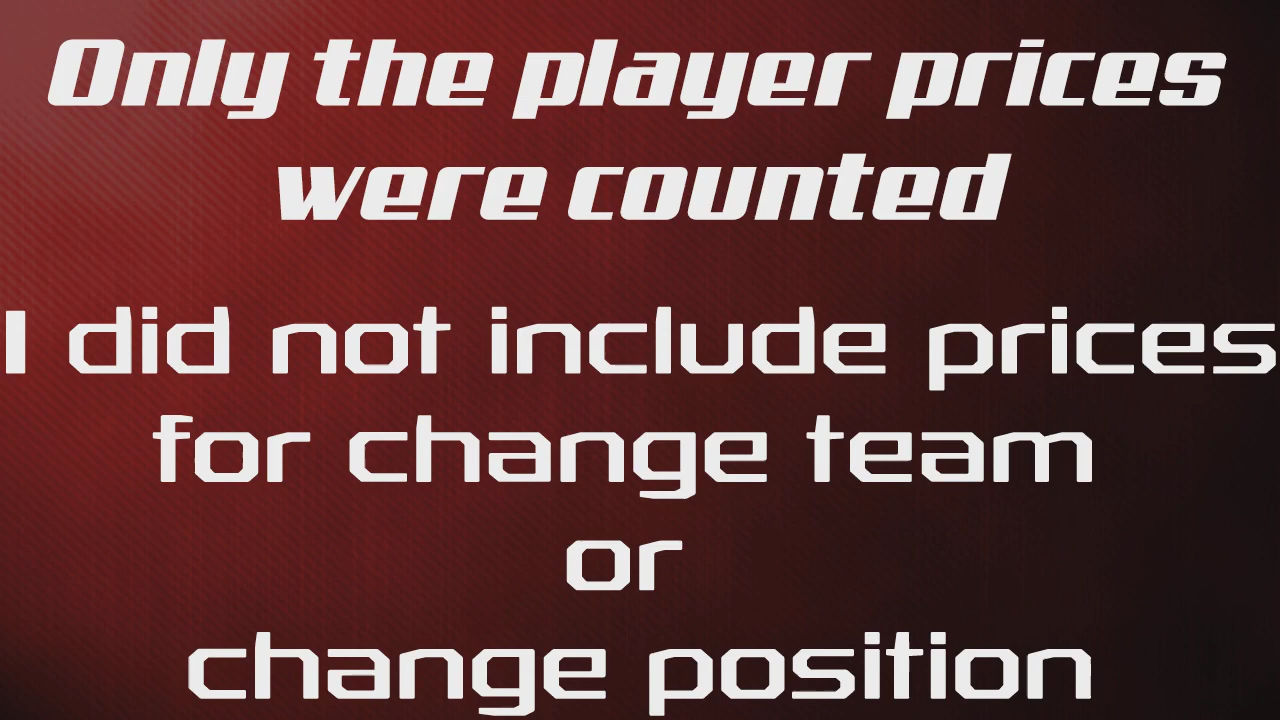 Only the player prices
were counted
I did not include prices
for change team
or
change position